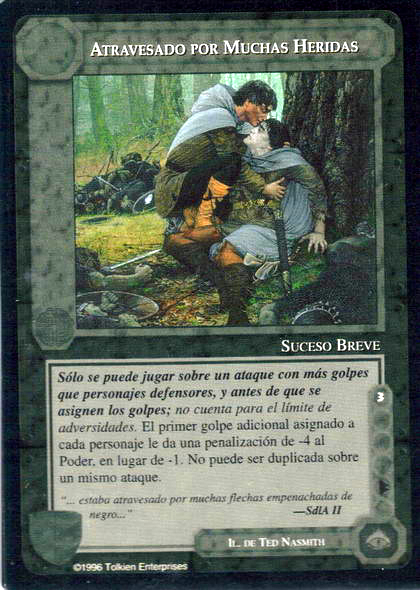 ATRAVESADO POR MUCHAS HERIDAS
SUCESO BREVE
Sólo se puede jugar sobre un ataque con más golpes
que personajes defensores, y antes de que se
asignen los golpes; no cuenta para el límite de
adversidades. El primer golpe adicional asignado a
cada personaje le da una penalización de -4 al
Poder, en lugar de -1. No puede ser duplicada sobre
un mismo ataque.
"... estaba atravesado por muchas flechas empenachadas de
negro..." —SdlA II
3
IL. DE TED NASMITH
©1996 Tolkien Enterprises